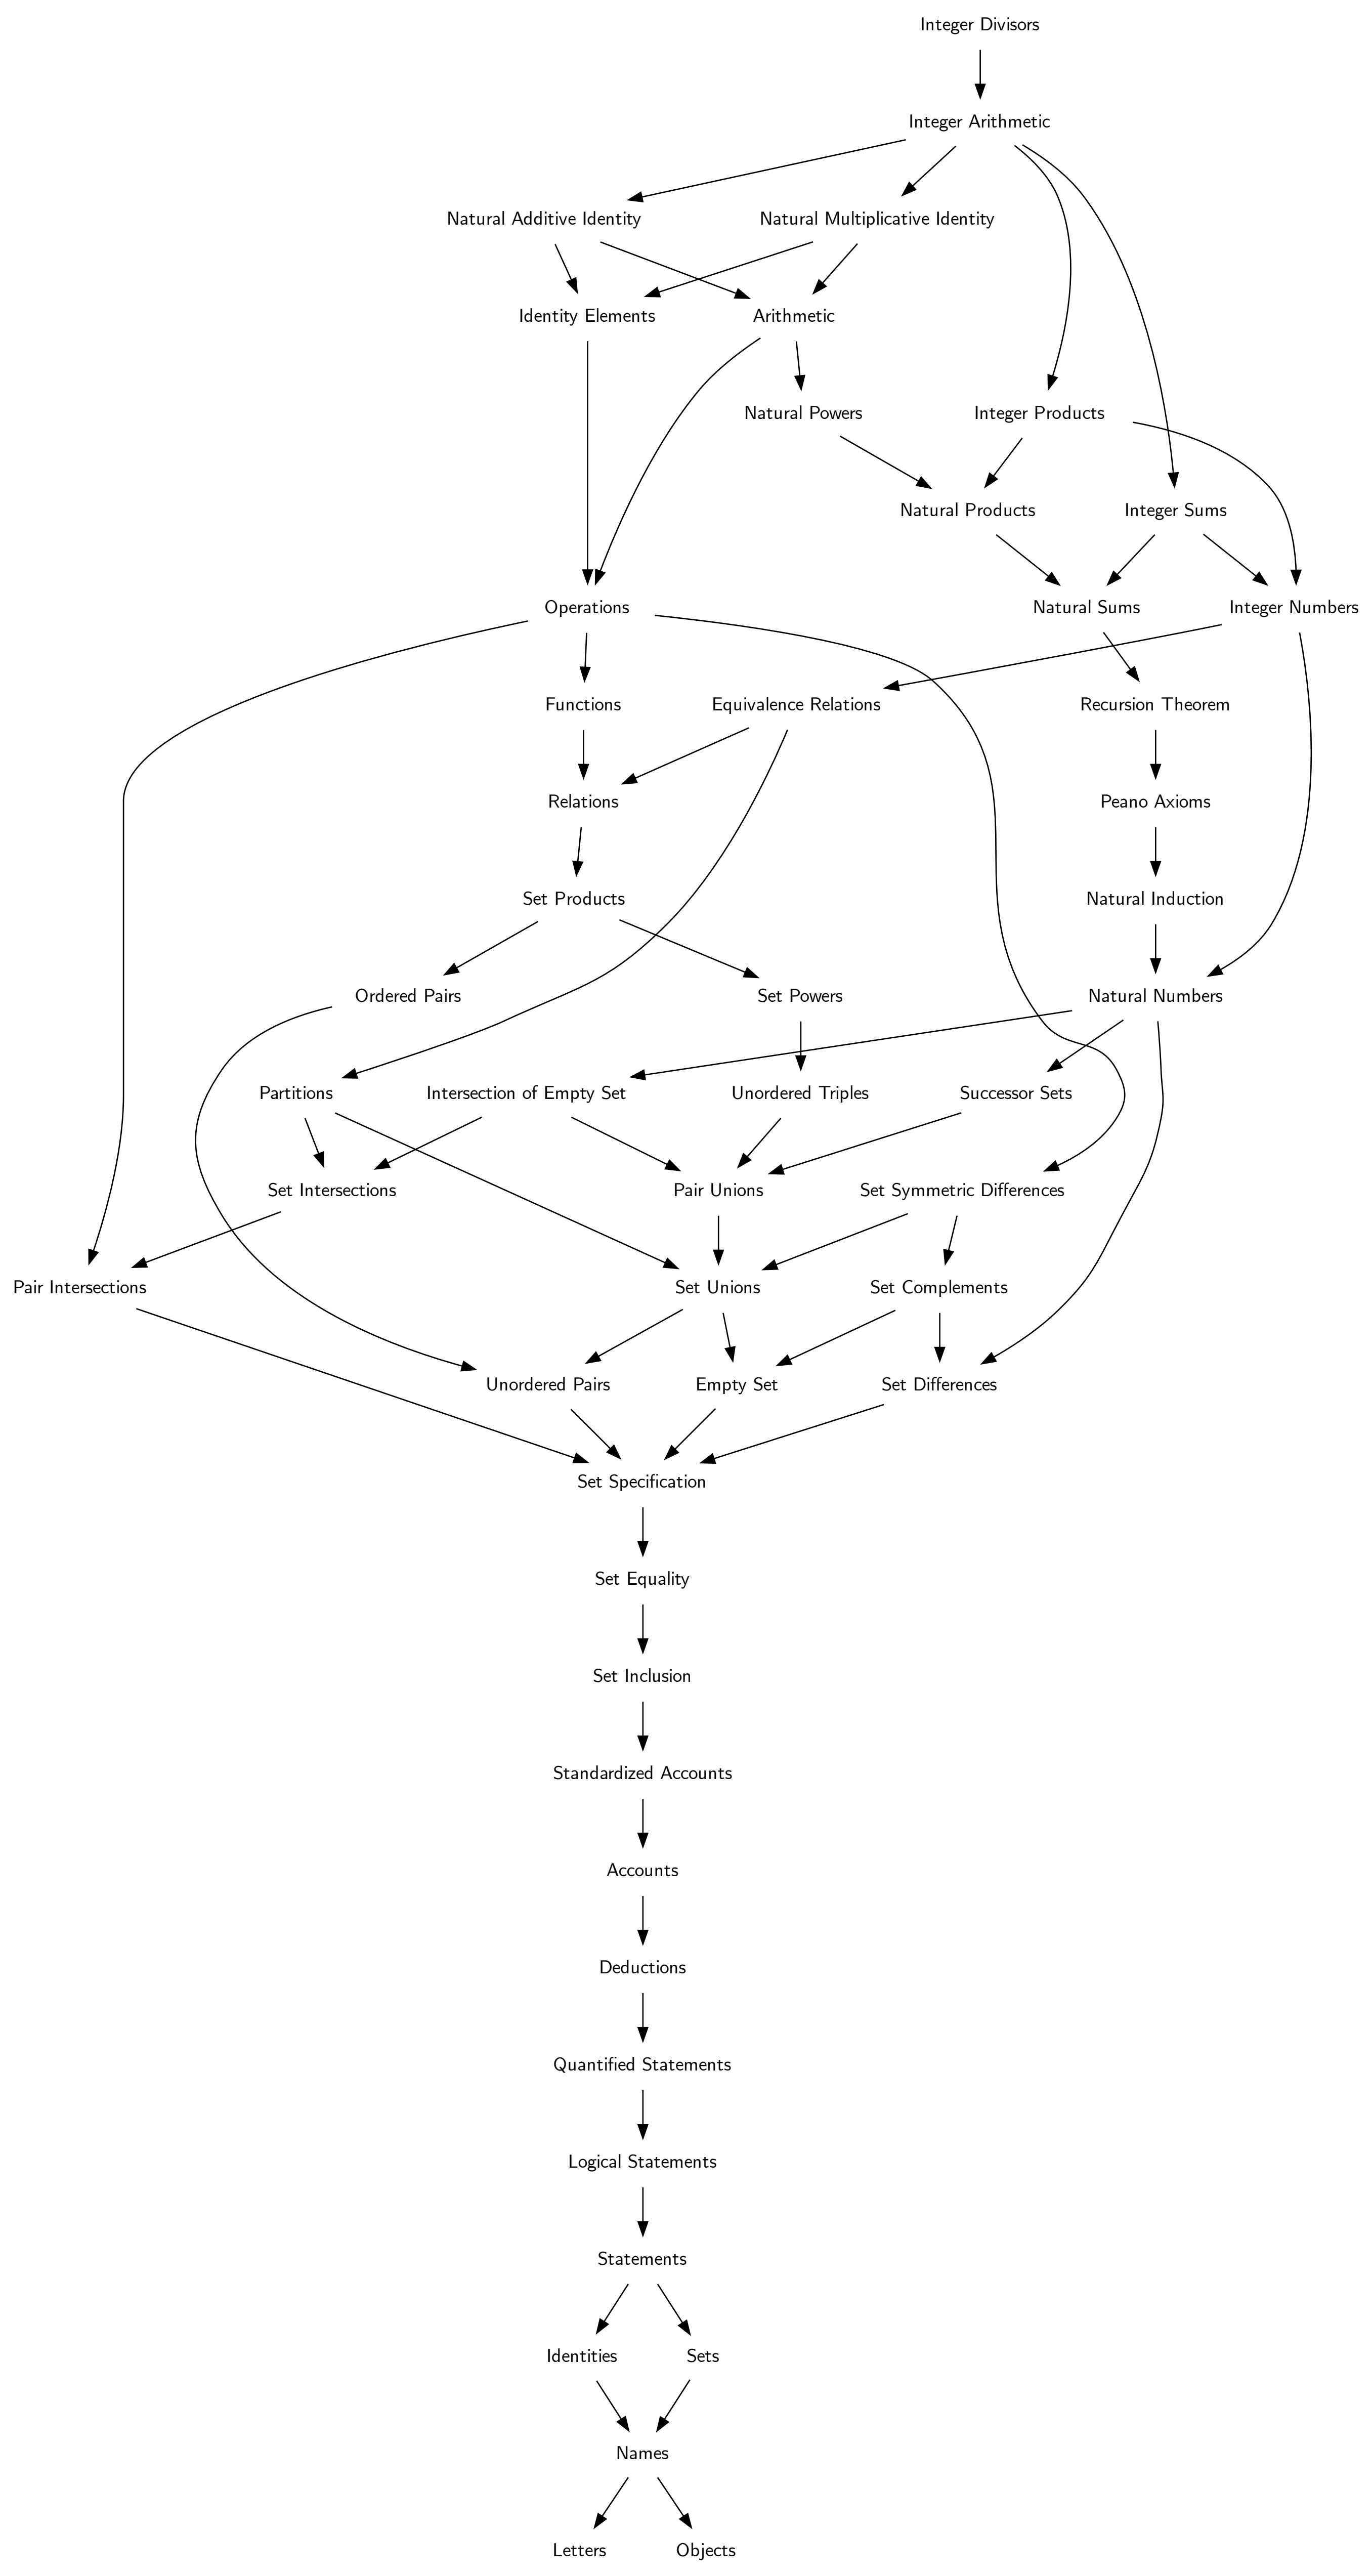 Integer Divisors
Integer Arithmetic
Natural Additive Identity
Natural Multiplicative Identity
Identity Elements
Arithmetic
Natural Powers
Integer Products
Natural Products
Integer Sums
Operations
Natural Sums
Integer Numbers
Functions
Equivalence Relations
Recursion Theorem
Relations
Peano Axioms
Set Products
Natural Induction
Ordered Pairs
Set Powers
Natural Numbers
Partitions
Intersection of Empty Set
Unordered Triples
Successor Sets
Set Intersections
Pair Unions
Set Symmetric Differences
Pair Intersections
Set Unions
Set Complements
Unordered Pairs
Empty Set
Set Differences
Set Specification
Set Equality
Set Inclusion
Standardized Accounts
Accounts
Deductions
Quantified Statements
Logical Statements
Statements
Identities
Sets
Names
Letters
Objects